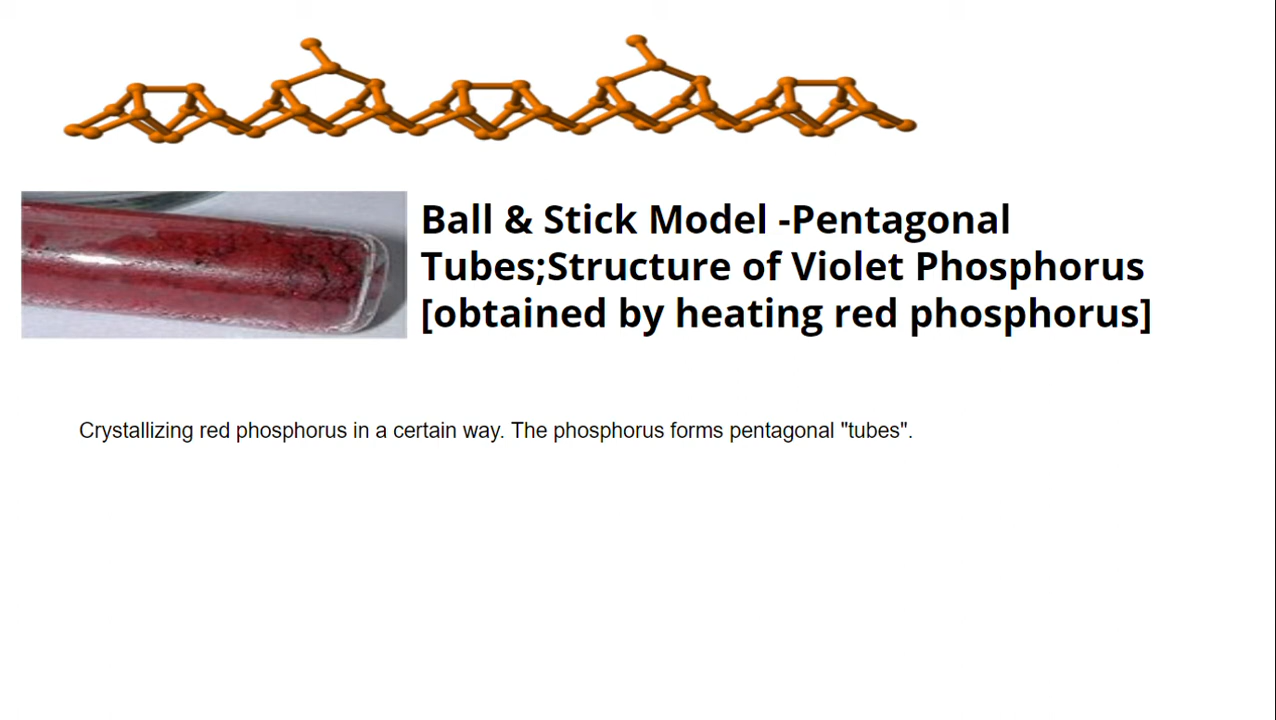 Ball & Stick Model -Pentagonal
Tubes;Structure of Violet Phosphorus
[obtained by heating red phosphorus]
Crystallizing red phosphorus in a certain way. The phosphorus forms pentagonal "tubes".